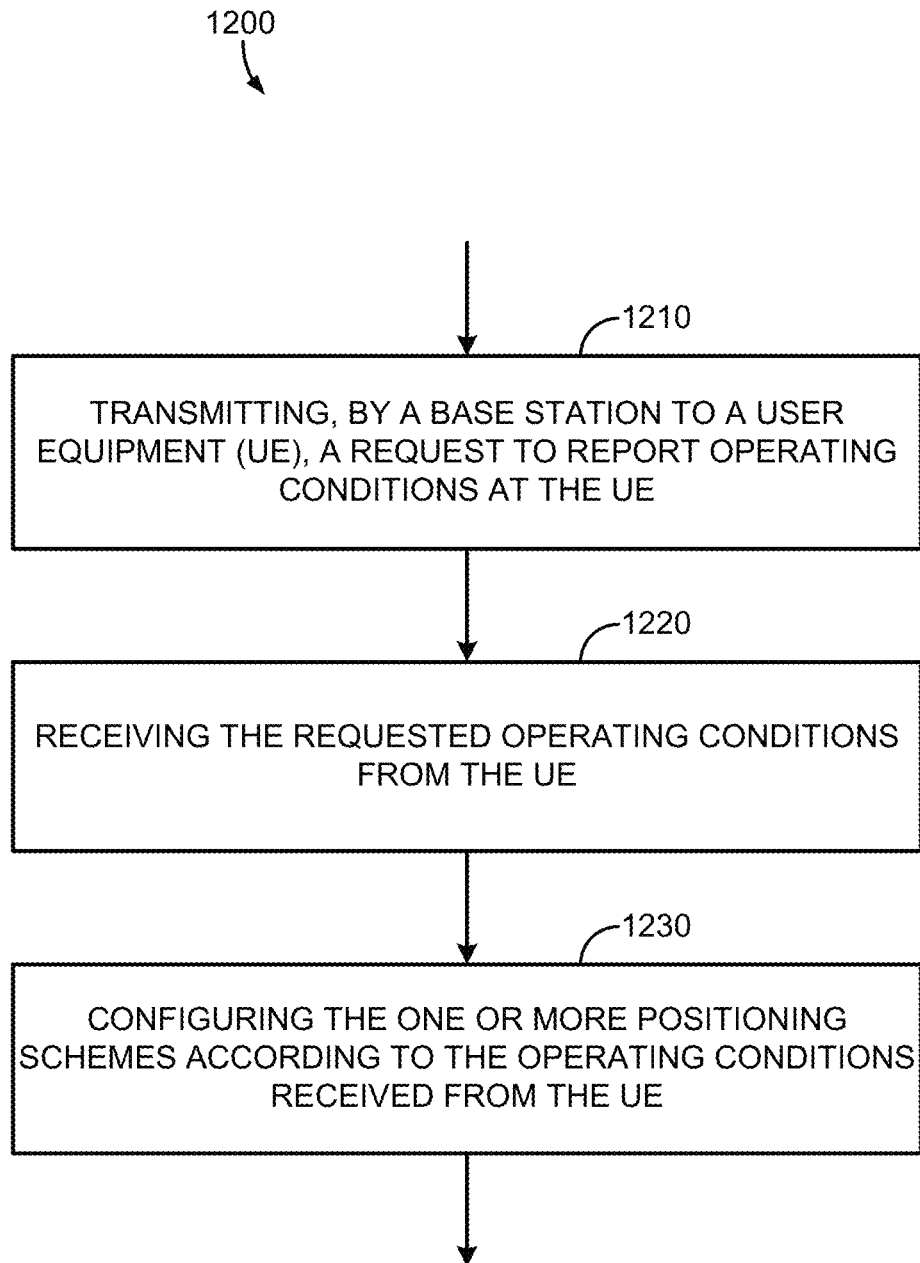 1200
1210
TRANSMITTING, BY A BASE STATION TO A USER
EQUIPMENT (UE), A REQUEST TO REPORT OPERATING
CONDITIONS AT THE UE
1220
RECEIVING THE REQUESTED OPERATING CONDITIONS
FROM THE UE
1230
CONFIGURING THE ONE OR MORE POSITIONING
SCHEMES ACCORDING TO THE OPERATING CONDITIONS
RECEIVED FROM THE UE